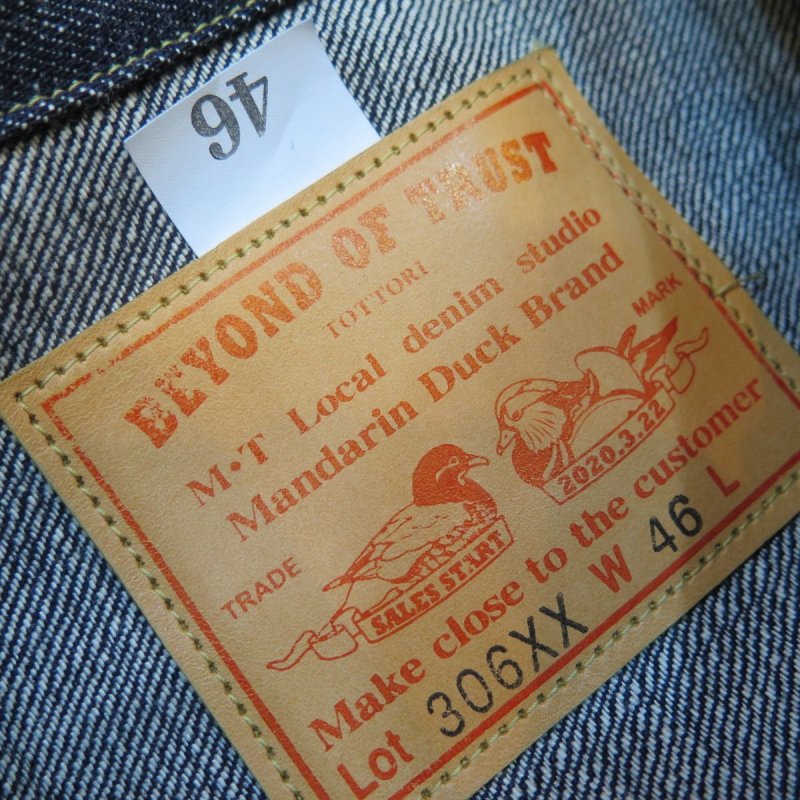 46
BEYOND OF TRUST
TOTTORI
M·T Local denim studio
Mandarin Duck Brand
TRADE MARK
SALES START 2020.3.22
Make close to the customer
Lot 306XX W 46 L